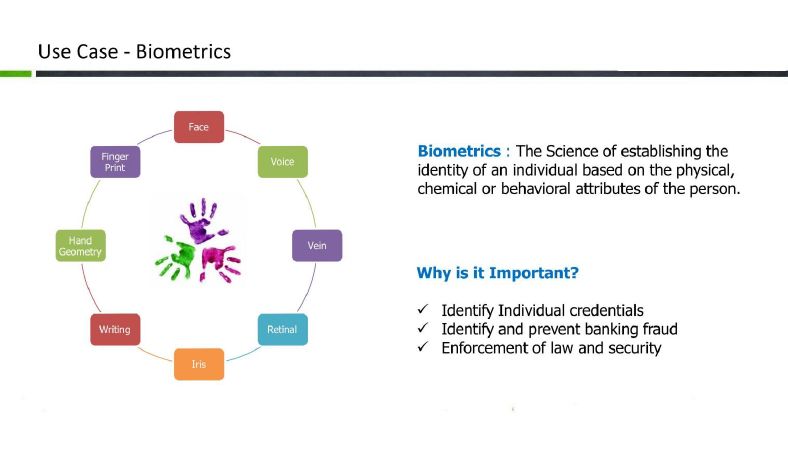 Use Case - Biometrics
Face
Voice
Vein
Retinal
Iris
Writing
Hand
Geometry
Finger
Print
Biometrics : The Science of establishing the
identity of an individual based on the physical,
chemical or behavioral attributes of the person.
Why is it Important?
✓ Identify Individual credentials
✓ Identify and prevent banking fraud
✓ Enforcement of law and security